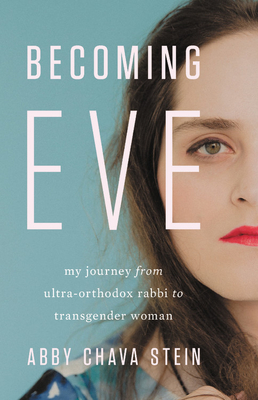 BECOMING
EVE
my journey from
ultra-orthodox rabbi to
transgender woman
ABBY CHAVA STEIN